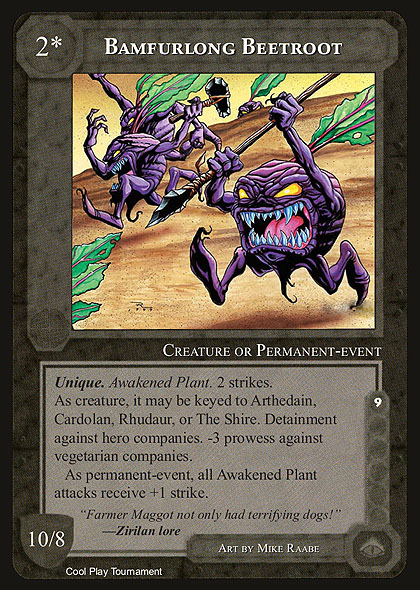 2*
Bamfurlong Beetroot
Creature or Permanent-event
Unique. Awakened Plant. 2 strikes.
As creature, it may be keyed to Arthedain,
Cardolan, Rhudaur, or The Shire. Detainment
against hero companies. -3 prowess against
vegetarian companies.
As permanent-event, all Awakened Plant
attacks receive +1 strike.
“Farmer Maggot not only had terrifying dogs!”
—Zirilan lore
9
10/8
Art by Mike Raabe
Cool Play Tournament